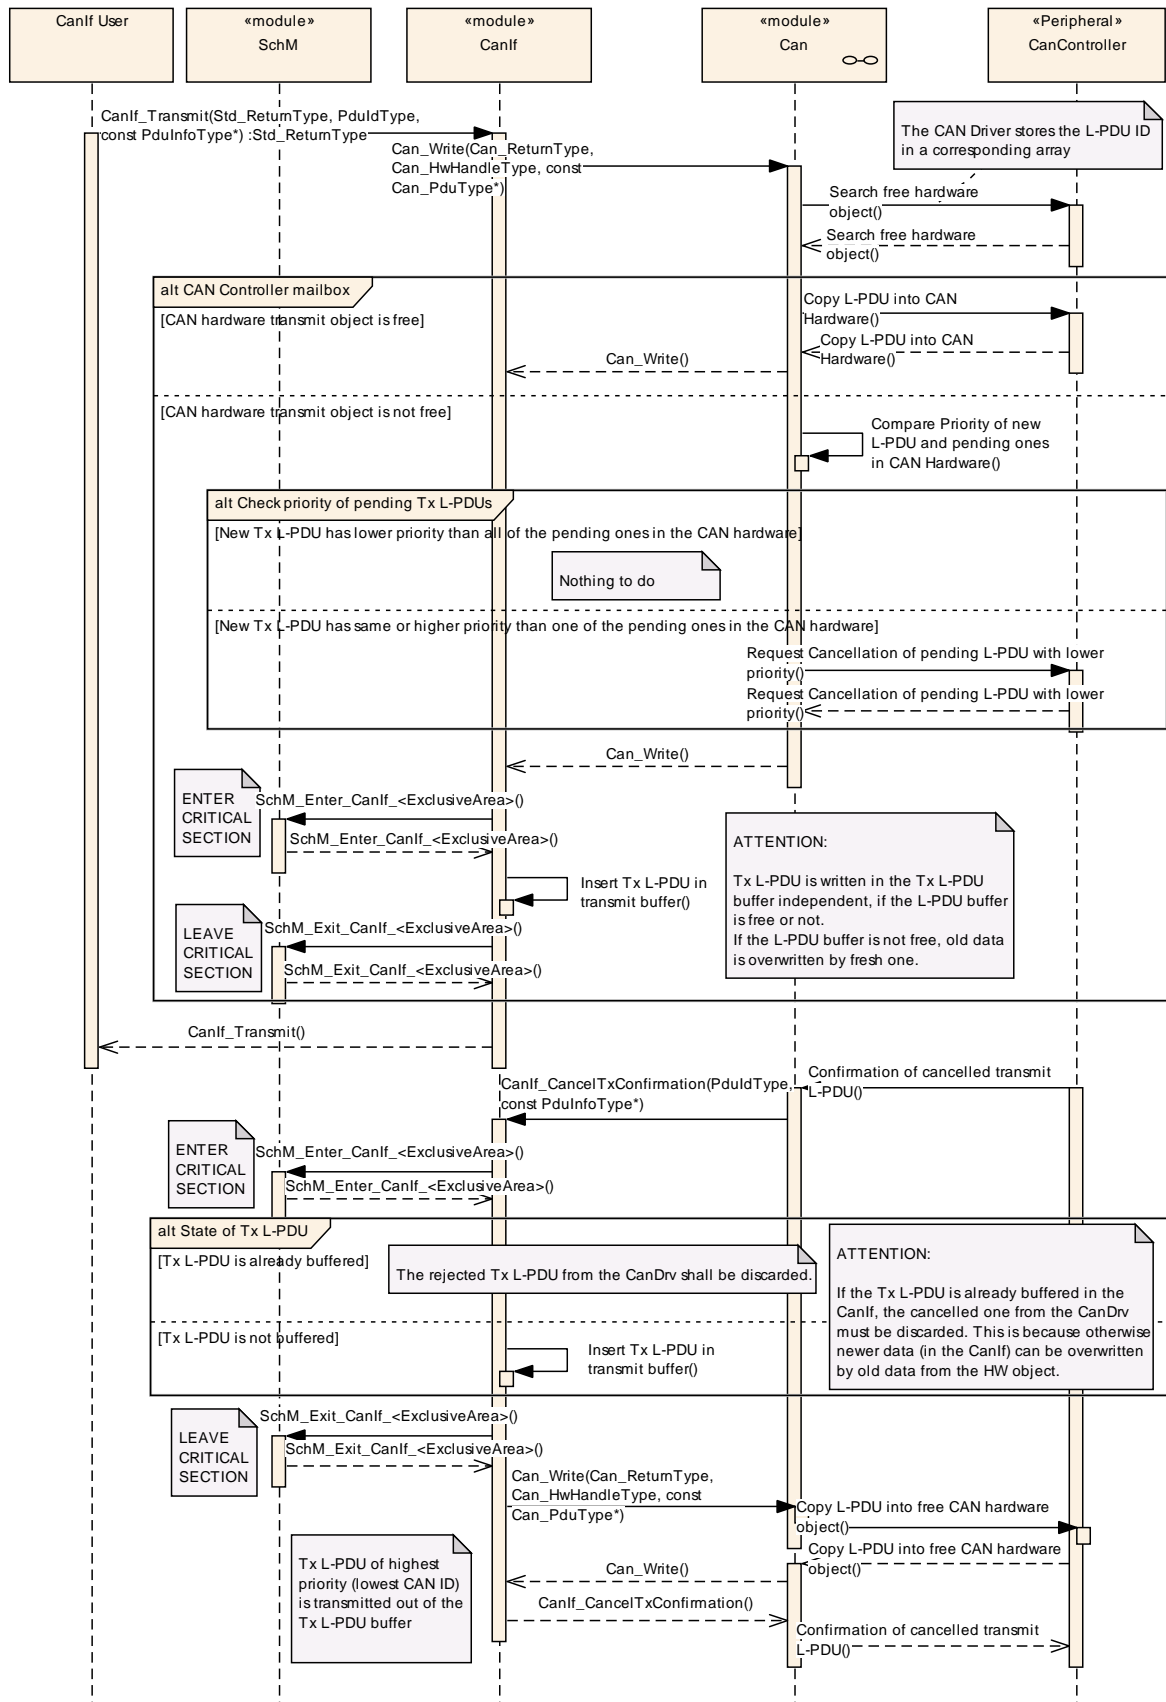 CanIf User
«module»
SchM
«module»
CanIf
«module»
Can
«Peripheral»
CanController
CanIf_Transmit(Std_ReturnType, PduIdType,
const PduInfoType*) :Std_ReturnType
The CAN Driver stores the L-PDU ID
in a corresponding array
Can_Write(Can_ReturnType,
Can_HwHandleType, const
Can_PduType*)
Search free hardware
object()
Search free hardware
object()
alt CAN Controller mailbox
[CAN hardware transmit object is free]
Copy L-PDU into CAN
Hardware()
Copy L-PDU into CAN
Hardware()
Can_Write()
[CAN hardware transmit object is not free]
Compare Priority of new
L-PDU and pending ones
in CAN Hardware()
alt Check priority of pending Tx L-PDUs
[New Tx L-PDU has lower priority than all of the pending ones in the CAN hardware]
Nothing to do
[New Tx L-PDU has same or higher priority than one of the pending ones in the CAN hardware]
Request Cancellation of pending L-PDU with lower
priority()
Request Cancellation of pending L-PDU with lower
priority()
Can_Write()
ENTER
CRITICAL
SECTION
SchM_Enter_CanIf_<ExclusiveArea>()
SchM_Enter_CanIf_<ExclusiveArea>()
ATTENTION:
Tx L-PDU is written in the Tx L-PDU
buffer independent, if the L-PDU buffer
is free or not.
If the L-PDU buffer is not free, old data
is overwritten by fresh one.
Insert Tx L-PDU in
transmit buffer()
LEAVE
CRITICAL
SECTION
SchM_Exit_CanIf_<ExclusiveArea>()
SchM_Exit_CanIf_<ExclusiveArea>()
CanIf_Transmit()
Confirmation of cancelled transmit
L-PDU()
CanIf_CancelTxConfirmation(PduIdType,
const PduInfoType*)
ENTER
CRITICAL
SECTION
SchM_Enter_CanIf_<ExclusiveArea>()
SchM_Enter_CanIf_<ExclusiveArea>()
alt State of Tx L-PDU
[Tx L-PDU is already buffered]
The rejected Tx L-PDU from the CanDrv shall be discarded.
ATTENTION:
If the Tx L-PDU is already buffered in the
CanIf, the cancelled one from the CanDrv
must be discarded. This is because otherwise
newer data (in the CanIf) can be overwritten
by old data from the HW object.
[Tx L-PDU is not buffered]
Insert Tx L-PDU in
transmit buffer()
LEAVE
CRITICAL
SECTION
SchM_Exit_CanIf_<ExclusiveArea>()
SchM_Exit_CanIf_<ExclusiveArea>()
Can_Write(Can_ReturnType,
Can_HwHandleType, const
Can_PduType*)
Copy L-PDU into free CAN hardware
object()
Copy L-PDU into free CAN hardware
object()
Tx L-PDU of highest
priority (lowest CAN ID)
is transmitted out of the
Tx L-PDU buffer
Can_Write()
CanIf_CancelTxConfirmation()
Confirmation of cancelled transmit
L-PDU()